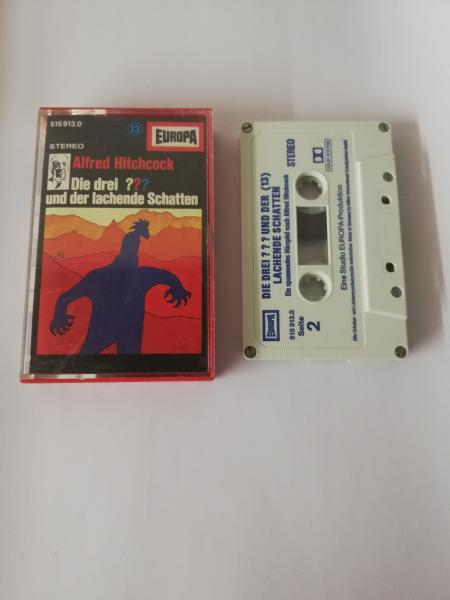 515 913.0
13
EUROPA
STEREO
Alfred Hitchcock
Die drei ???
und der lachende Schatten
DIE DREI ? ? ? UND DER (13)
LACHENDE SCHATTEN
STEREO
Ein spannendes Hörspiel nach Alfred Hitchcock
EUROPA
515 913.0
Seite
2
Eine Studio EUROPA-Produktion